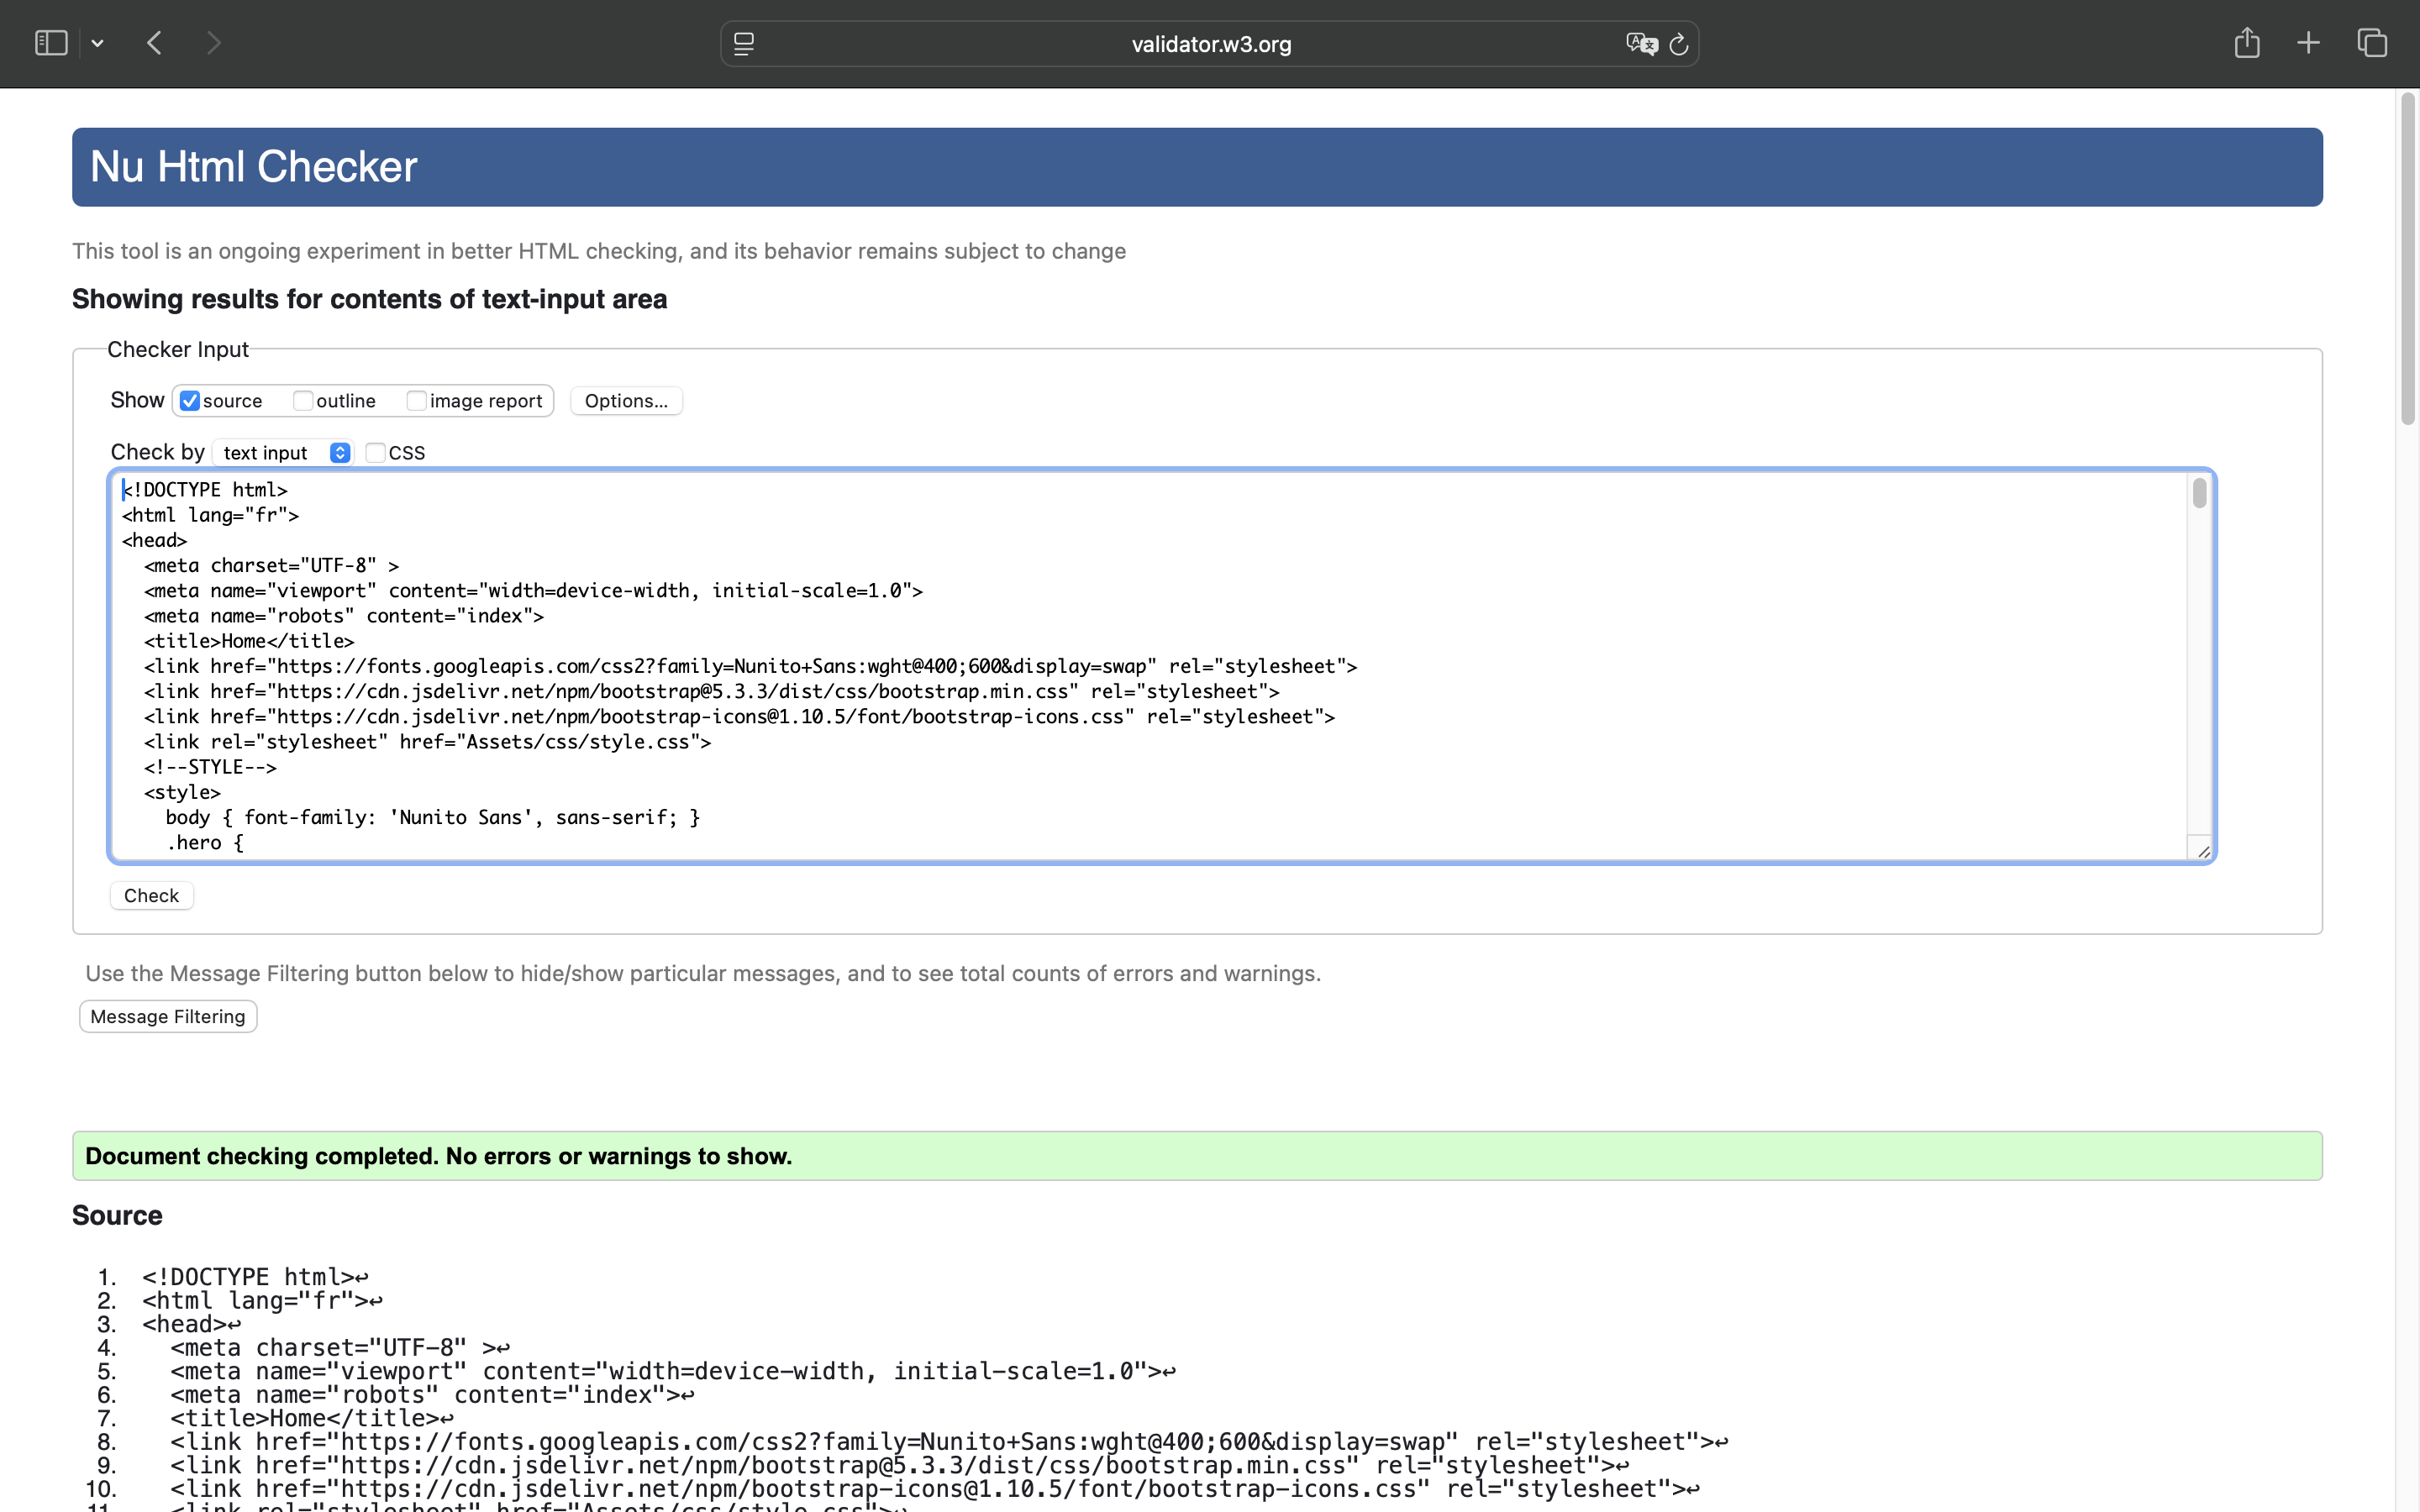 validator.w3.org
Nu Html Checker
This tool is an ongoing experiment in better HTML checking, and its behavior remains subject to change
Showing results for contents of text-input area
Checker Input
Show source outline image report Options...
Check by text input CSS
<!DOCTYPE html>
<html lang="fr">
<head>
  <meta charset="UTF-8" >
  <meta name="viewport" content="width=device-width, initial-scale=1.0">
  <meta name="robots" content="index">
  <title>Home</title>
  <link href="https://fonts.googleapis.com/css2?family=Nunito+Sans:wght@400;600&display=swap" rel="stylesheet">
  <link href="https://cdn.jsdelivr.net/npm/bootstrap@5.3.3/dist/css/bootstrap.min.css" rel="stylesheet">
  <link href="https://cdn.jsdelivr.net/npm/bootstrap-icons@1.10.5/font/bootstrap-icons.css" rel="stylesheet">
  <link rel="stylesheet" href="Assets/css/style.css">
  <!--STYLE-->
  <style>
    body { font-family: 'Nunito Sans', sans-serif; }
    .hero {
Check
Use the Message Filtering button below to hide/show particular messages, and to see total counts of errors and warnings.
Message Filtering
Document checking completed. No errors or warnings to show.
Source
1. <!DOCTYPE html>↩
2. <html lang="fr">↩
3. <head>↩
4.   <meta charset="UTF-8" >↩
5.   <meta name="viewport" content="width=device-width, initial-scale=1.0">↩
6.   <meta name="robots" content="index">↩
7.   <title>Home</title>↩
8.   <link href="https://fonts.googleapis.com/css2?family=Nunito+Sans:wght@400;600&display=swap" rel="stylesheet">↩
9.   <link href="https://cdn.jsdelivr.net/npm/bootstrap@5.3.3/dist/css/bootstrap.min.css" rel="stylesheet">↩
10.   <link href="https://cdn.jsdelivr.net/npm/bootstrap-icons@1.10.5/font/bootstrap-icons.css" rel="stylesheet">↩
11.   <link rel="stylesheet" href="Assets/css/style.css">↩